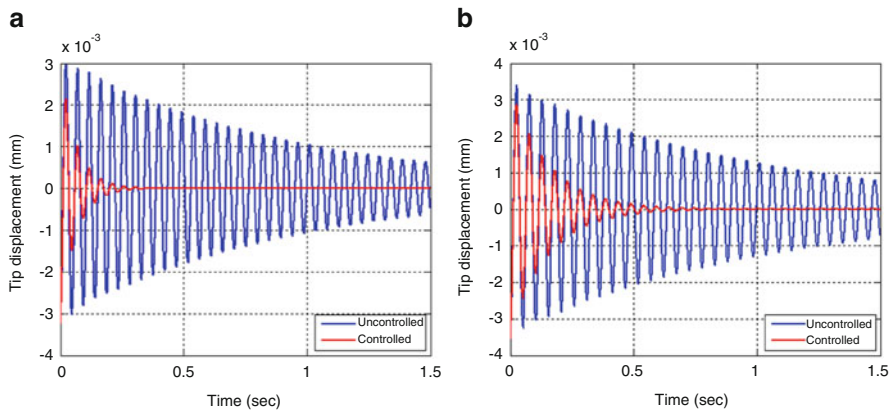 a
x 10-3
3
2
1
0
-1
-2
-3
-4
0
0.5
1
1.5
Tip displacement (mm)
Time (sec)
Uncontrolled
Controlled
b
x 10-3
4
3
2
1
0
-1
-2
-3
-4
0
0.5
1
1.5
Tip displacement (mm)
Time (sec)
Uncontrolled
Controlled